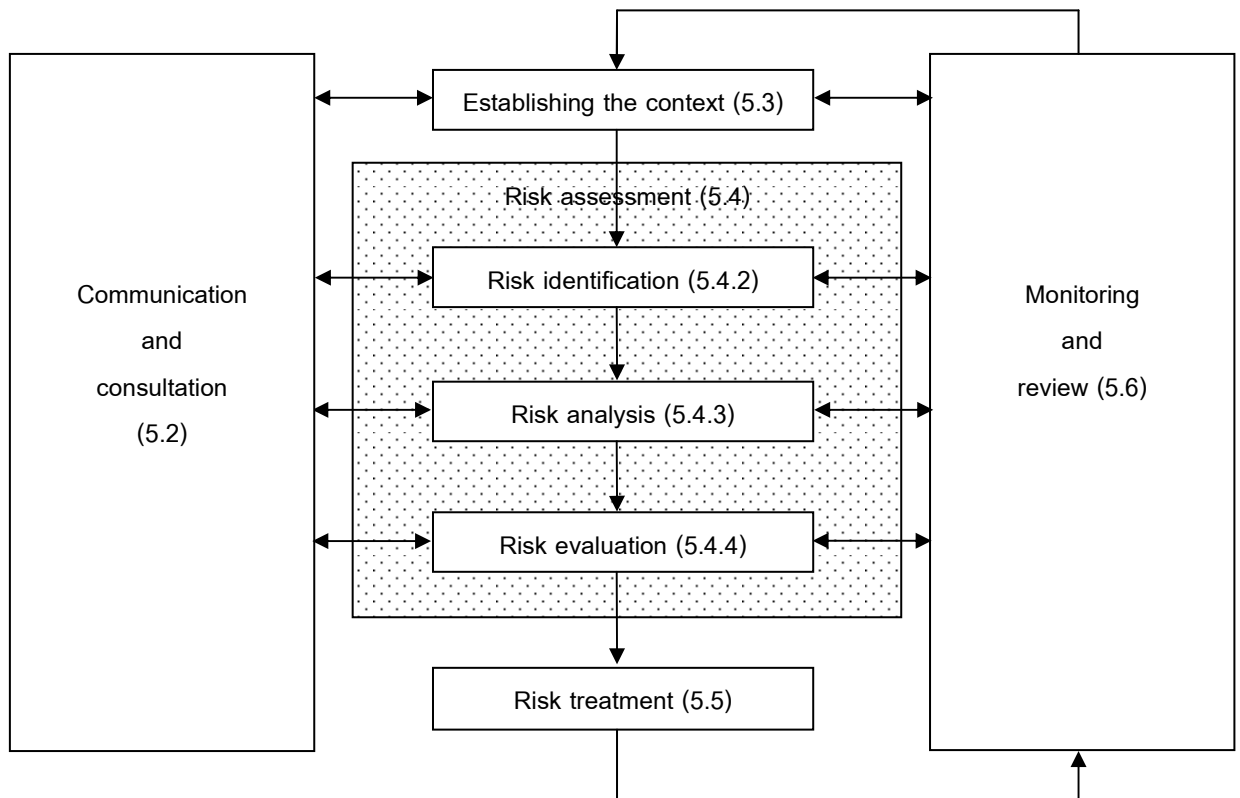 Establishing the context (5.3)
Risk assessment (5.4)
Risk identification (5.4.2)
Communication
and
consultation
(5.2)
Monitoring
and
review (5.6)
Risk analysis (5.4.3)
Risk evaluation (5.4.4)
Risk treatment (5.5)